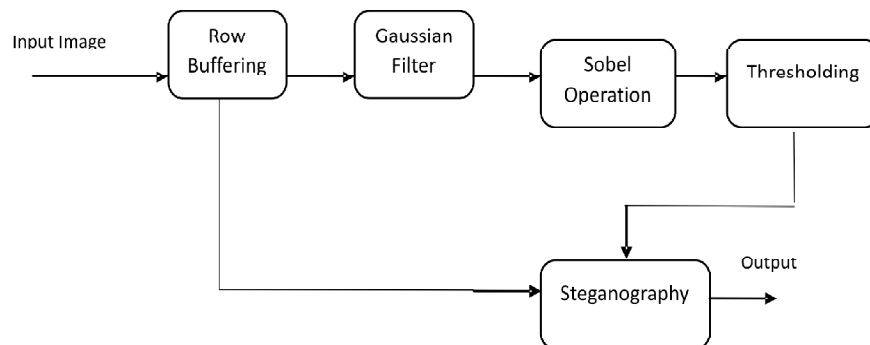 Input Image
Row
Buffering
Gaussian
Filter
Sobel
Operation
Thresholding
Steganography
Output